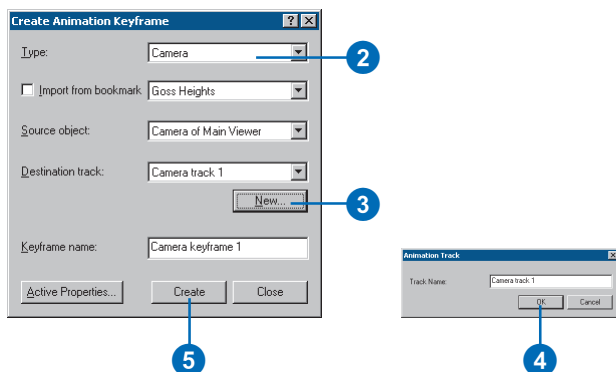 Create Animation Keyframe
Type: Camera
2
Import from bookmark Goss Heights
Source object: Camera of Main Viewer
Destination track: Camera track 1
New...
3
Keyframe name: Camera keyframe 1
Active Properties... Create Close
5
Animation Track
Track Name: Camera track 1
OK Cancel
4